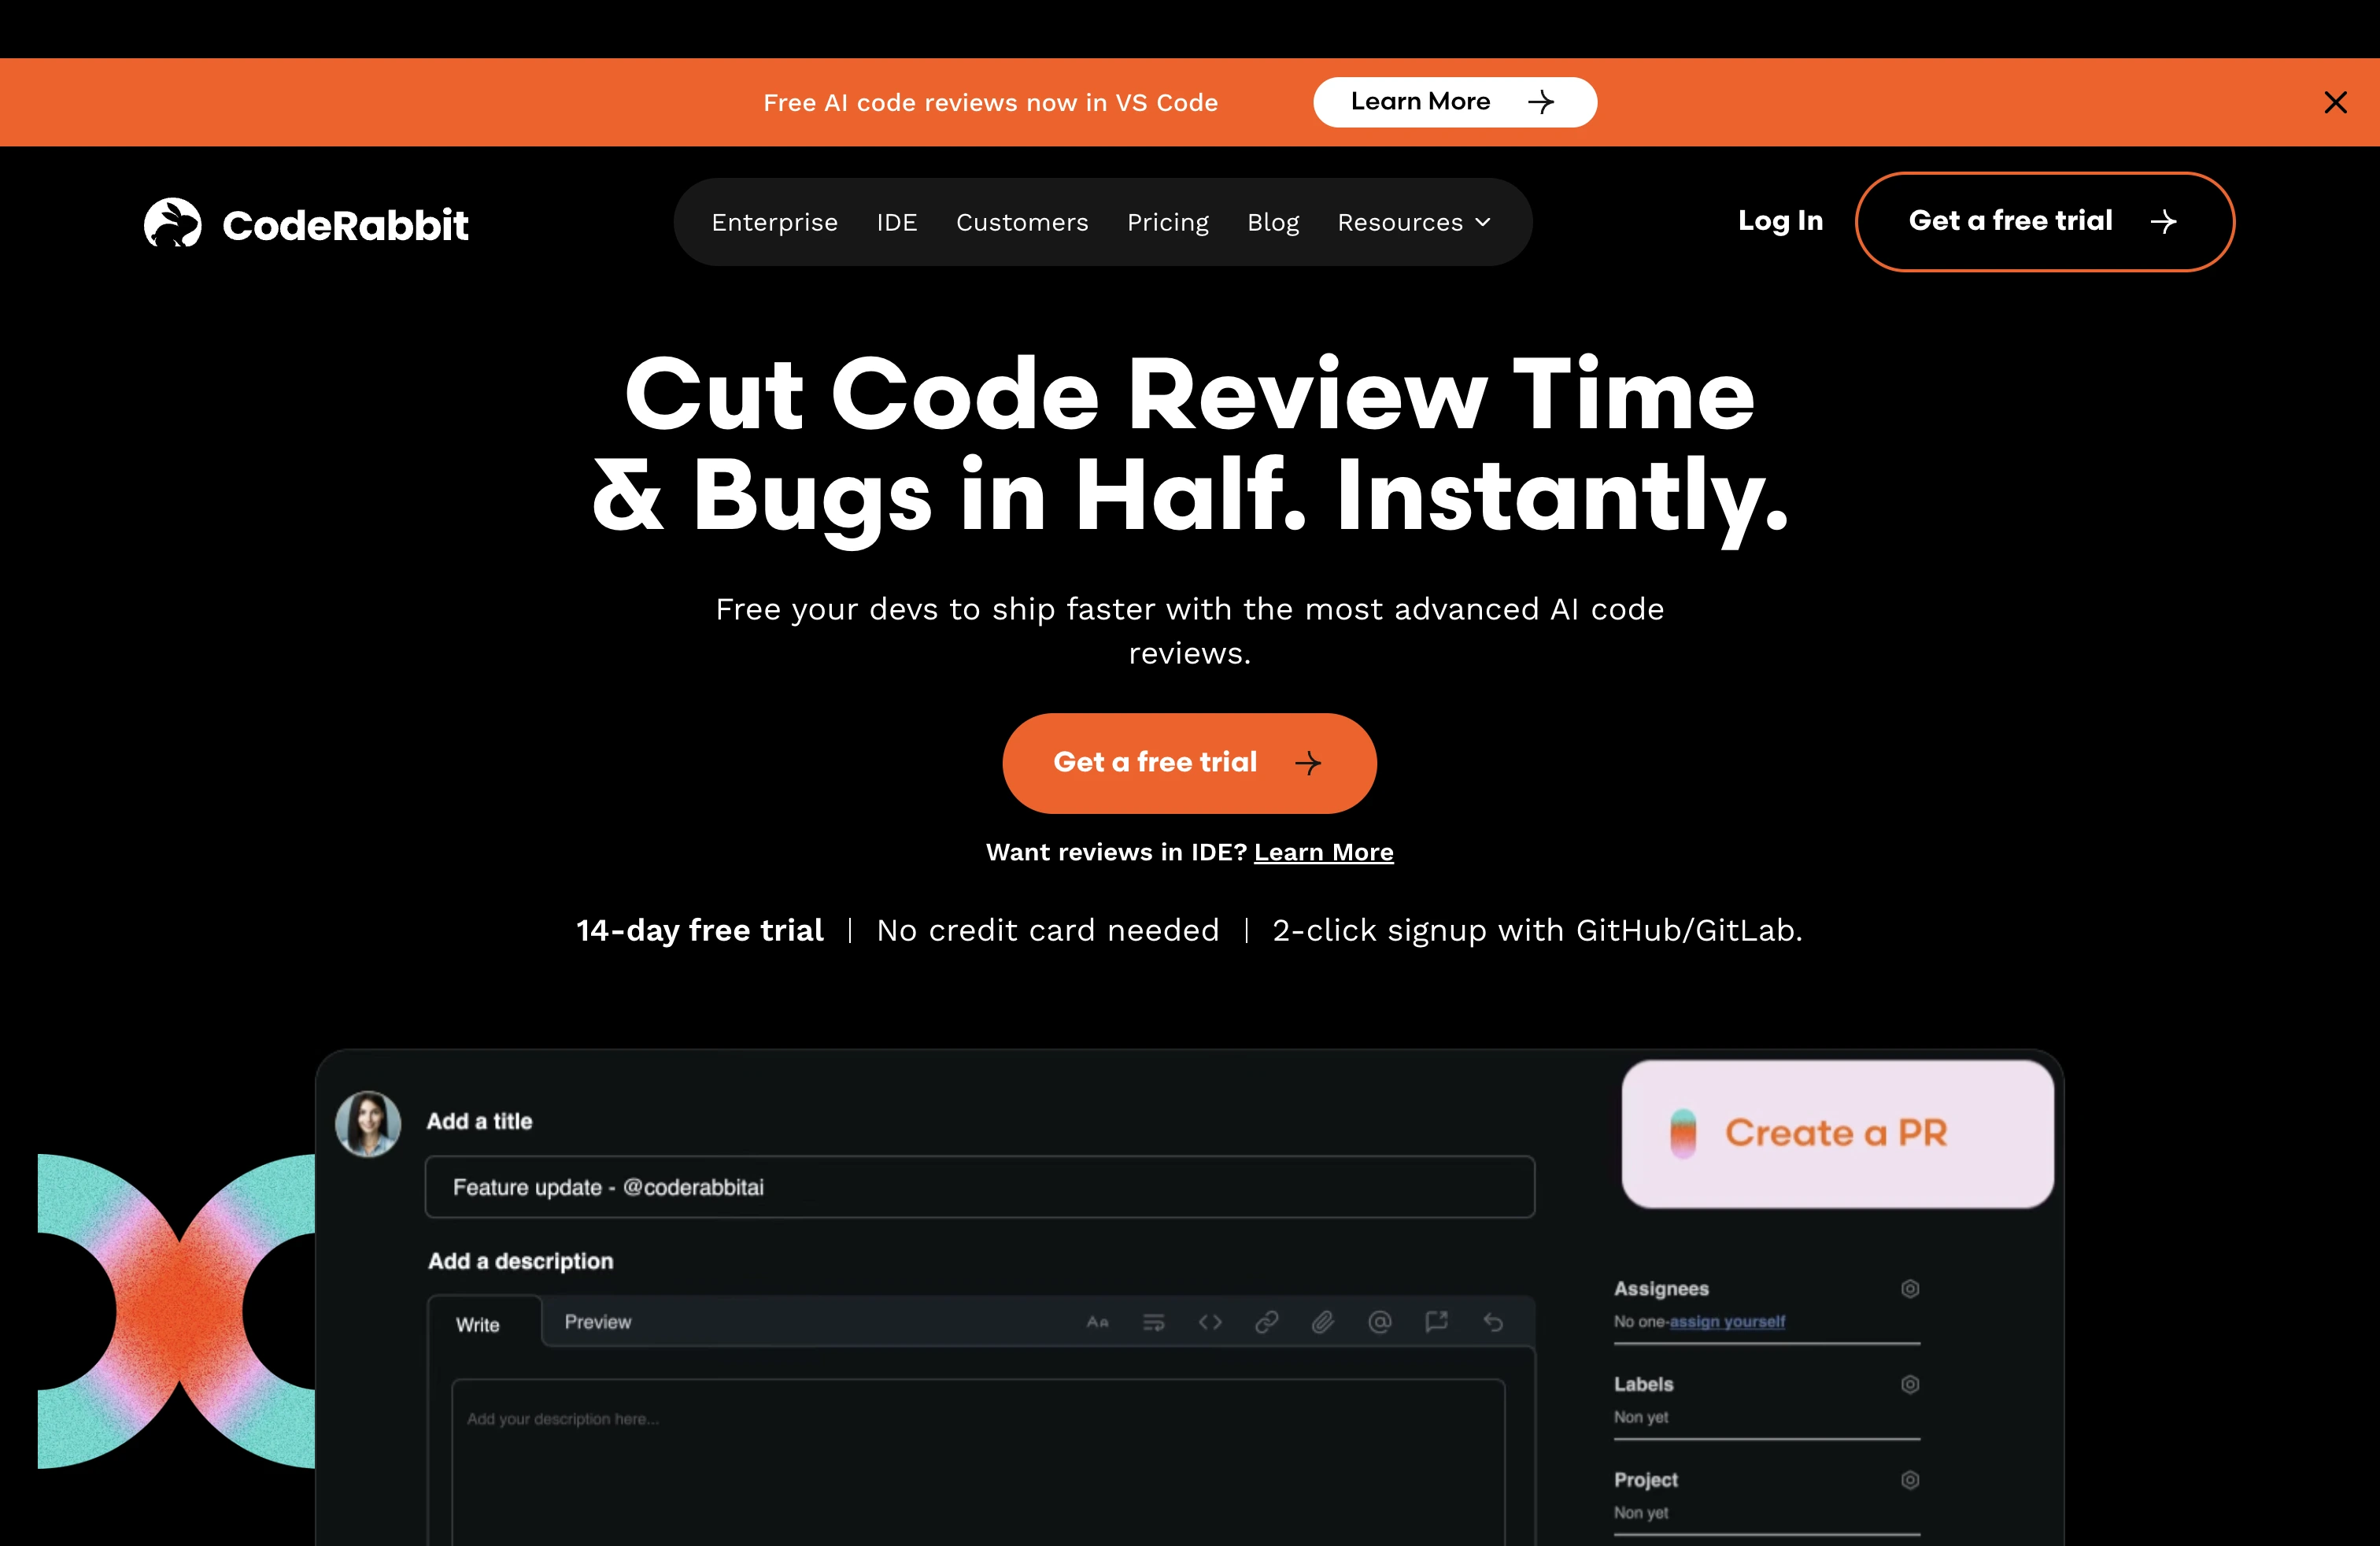 Free AI code reviews now in VS Code
Learn More
CodeRabbit
Enterprise IDE Customers Pricing Blog Resources
Log In
Get a free trial
Cut Code Review Time
& Bugs in Half. Instantly.
Free your devs to ship faster with the most advanced AI code
reviews.
Get a free trial
Want reviews in IDE? Learn More
14-day free trial | No credit card needed | 2-click signup with GitHub/GitLab.
Create a PR
Add a title
Feature update - @coderabbitai
Add a description
Write Preview
Add your description here...
Assignees
No one-assign yourself
Labels
Non yet
Project
Non yet